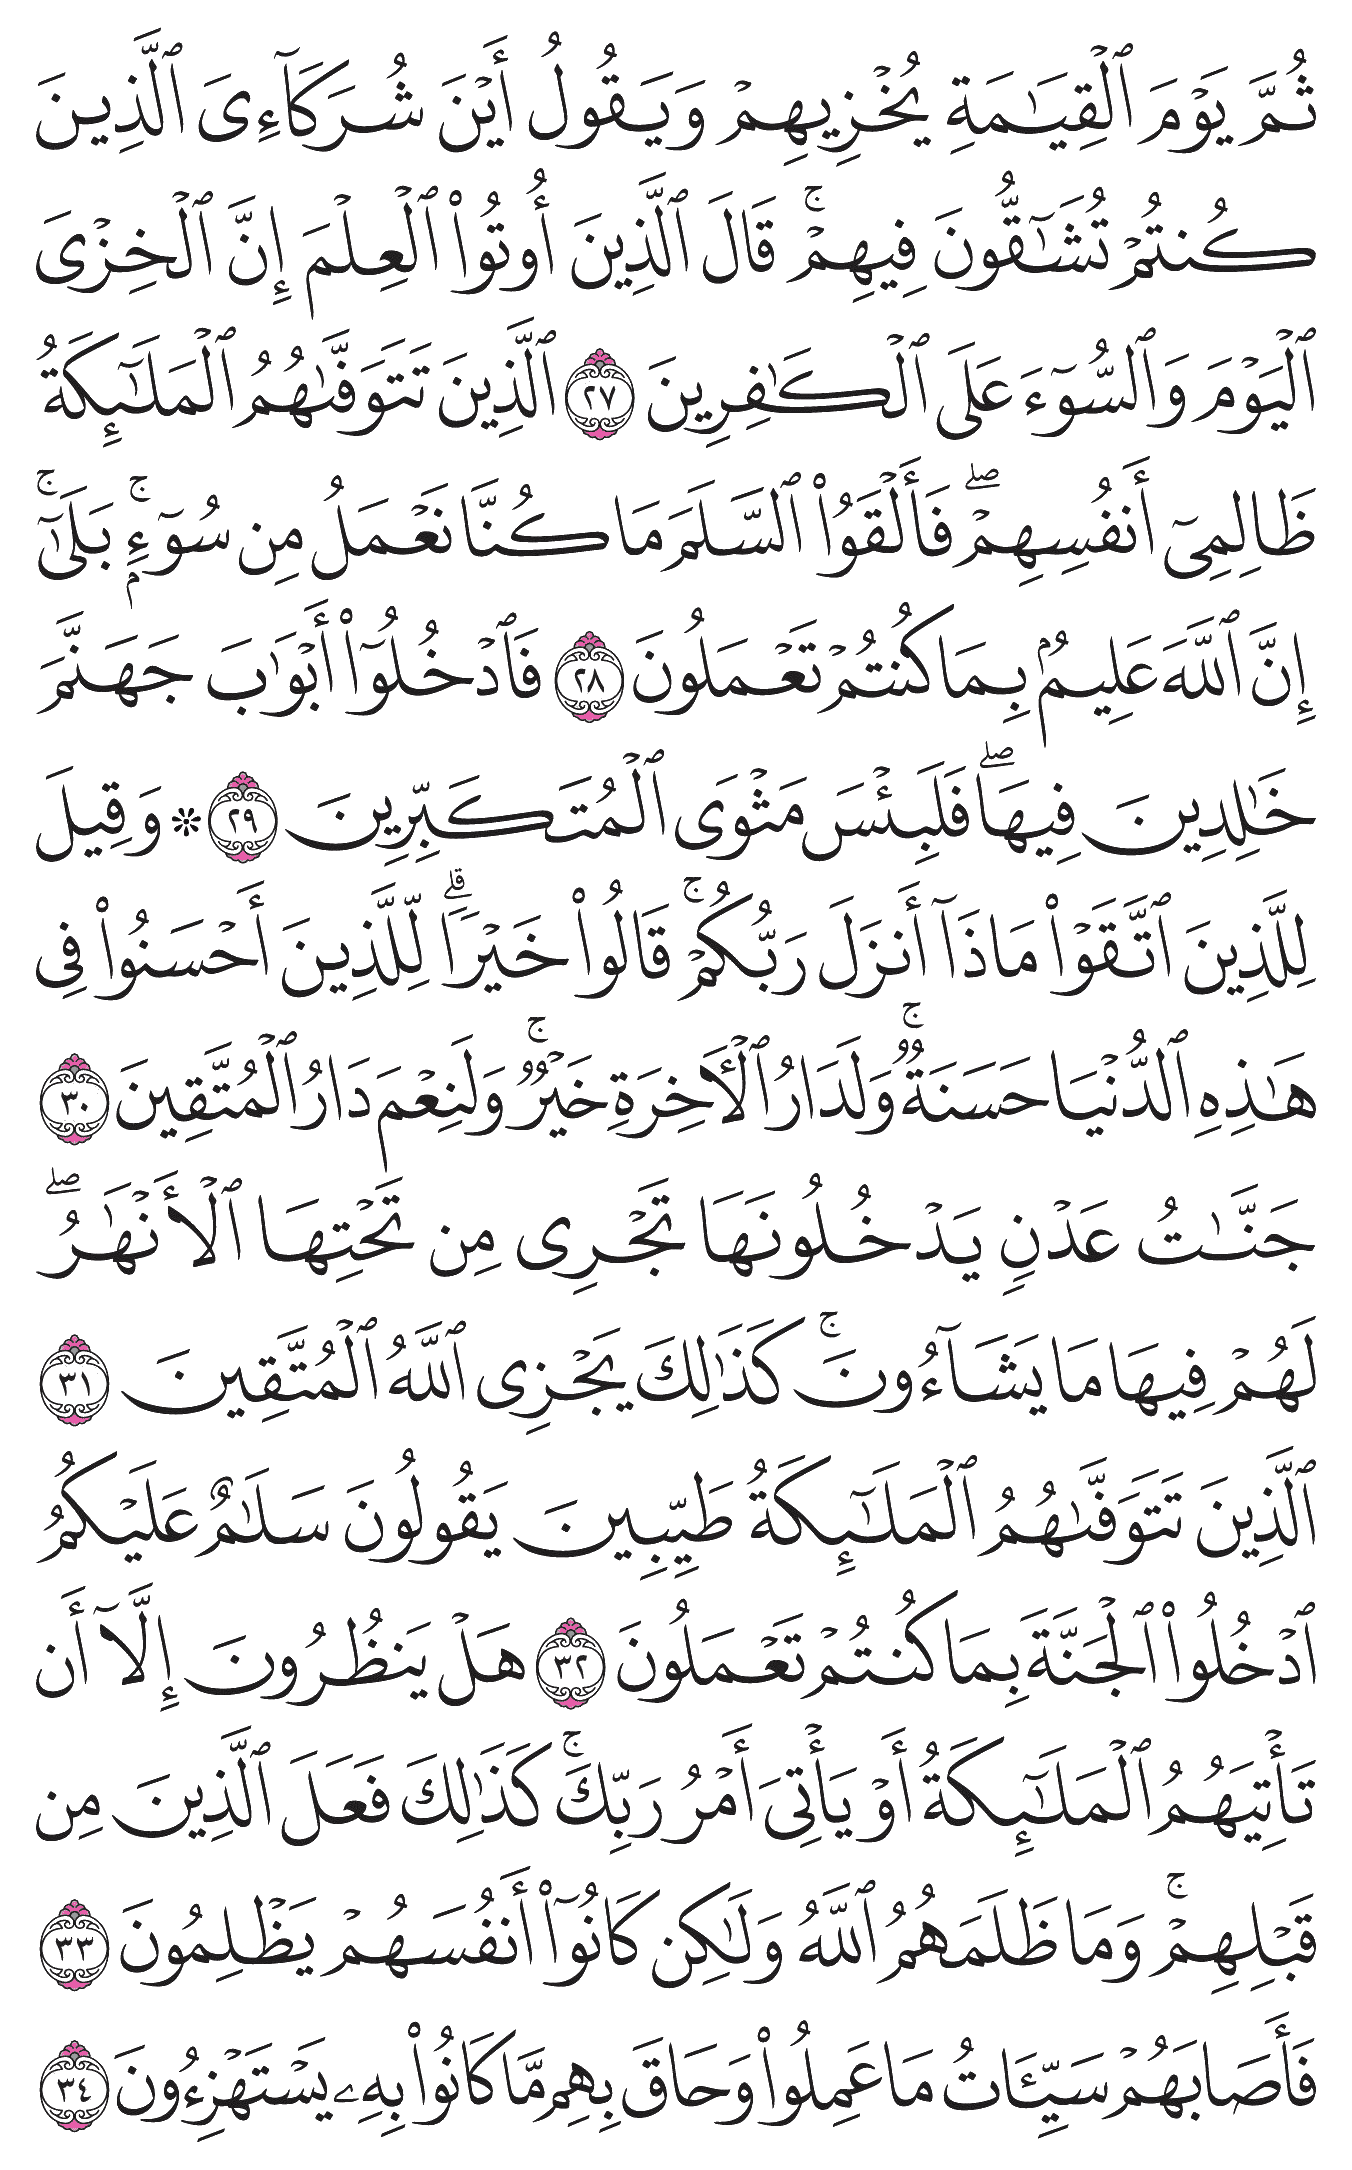 ثُمَّ يَوۡمَ ٱلۡقِيَٰمَةِ يُخۡزِيهِمۡ وَيَقُولُ أَيۡنَ شُرَكَآءِيَ ٱلَّذِينَ
كُنتُمۡ تُشَٰٓقُّونَ فِيهِمۡۚ قَالَ ٱلَّذِينَ أُوتُواْ ٱلۡعِلۡمَ إِنَّ ٱلۡخِزۡيَ
ٱلۡيَوۡمَ وَٱلسُّوٓءَ عَلَى ٱلۡكَٰفِرِينَ ٢٧ ٱلَّذِينَ تَتَوَفَّىٰهُمُ ٱلۡمَلَٰٓئِكَةُ
ظَالِمِيٓ أَنفُسِهِمۡۖ فَأَلۡقَوُاْ ٱلسَّلَمَ مَا كُنَّا نَعۡمَلُ مِن سُوٓءِۭۚ بَلَىٰٓۚ
إِنَّ ٱللَّهَ عَلِيمُۢ بِمَا كُنتُمۡ تَعۡمَلُونَ ٢٨ فَٱدۡخُلُوٓاْ أَبۡوَٰبَ جَهَنَّمَ
خَٰلِدِينَ فِيهَاۖ فَلَبِئۡسَ مَثۡوَى ٱلۡمُتَكَبِّرِينَ ٢٩ ۞ وَقِيلَ
لِلَّذِينَ ٱتَّقَوۡاْ مَاذَآ أَنزَلَ رَبُّكُمۡۚ قَالُواْ خَيۡرٗاۗ لِّلَّذِينَ أَحۡسَنُواْ فِي
هَٰذِهِ ٱلدُّنۡيَا حَسَنَةٞۚ وَلَدَارُ ٱلۡأٓخِرَةِ خَيۡرٞۚ وَلَنِعۡمَ دَارُ ٱلۡمُتَّقِينَ ٣٠
جَنَّٰتُ عَدۡنٖ يَدۡخُلُونَهَا تَجۡرِي مِن تَحۡتِهَا ٱلۡأَنۡهَٰرُۖ
لَهُمۡ فِيهَا مَا يَشَآءُونَۚ كَذَٰلِكَ يَجۡزِي ٱللَّهُ ٱلۡمُتَّقِينَ ٣١
ٱلَّذِينَ تَتَوَفَّىٰهُمُ ٱلۡمَلَٰٓئِكَةُ طَيِّبِينَ يَقُولُونَ سَلَٰمٌ عَلَيۡكُمُ
ٱدۡخُلُواْ ٱلۡجَنَّةَ بِمَا كُنتُمۡ تَعۡمَلُونَ ٣٢ هَلۡ يَنظُرُونَ إِلَّآ أَن
تَأۡتِيَهُمُ ٱلۡمَلَٰٓئِكَةُ أَوۡ يَأۡتِيَ أَمۡرُ رَبِّكَۚ كَذَٰلِكَ فَعَلَ ٱلَّذِينَ مِن
قَبۡلِهِمۡۚ وَمَا ظَلَمَهُمُ ٱللَّهُ وَلَٰكِن كَانُوٓاْ أَنفُسَهُمۡ يَظۡلِمُونَ ٣٣
فَأَصَابَهُمۡ سَيِّـَٔاتُ مَا عَمِلُواْ وَحَاقَ بِهِم مَّا كَانُواْ بِهِۦ يَسۡتَهۡزِءُونَ ٣٤